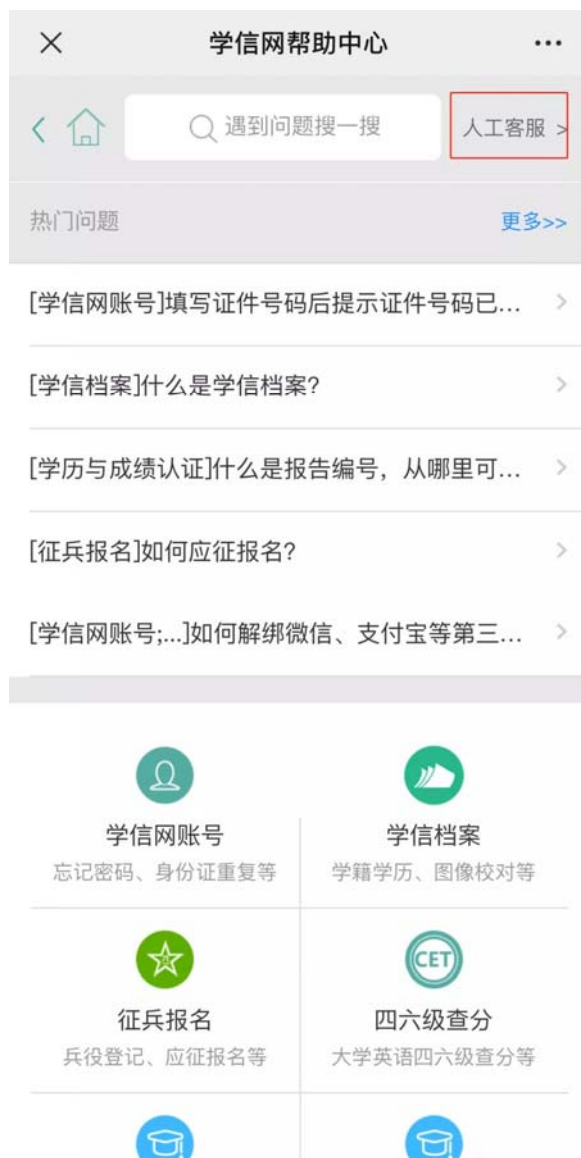 学信网帮助中心
遇到问题搜一搜
人工客服 >
热门问题
更多>>
[学信网账号]填写证件号码后提示证件号码已...
[学信档案]什么是学信档案?
[学历与成绩认证]什么是报告编号，从哪里可...
[征兵报名]如何应征报名?
[学信网账号;...]如何解绑微信、支付宝等第三...
学信网账号
忘记密码、身份证重复等
学信档案
学籍学历、图像校对等
征兵报名
兵役登记、应征报名等
CET
四六级查分
大学英语四六级查分等